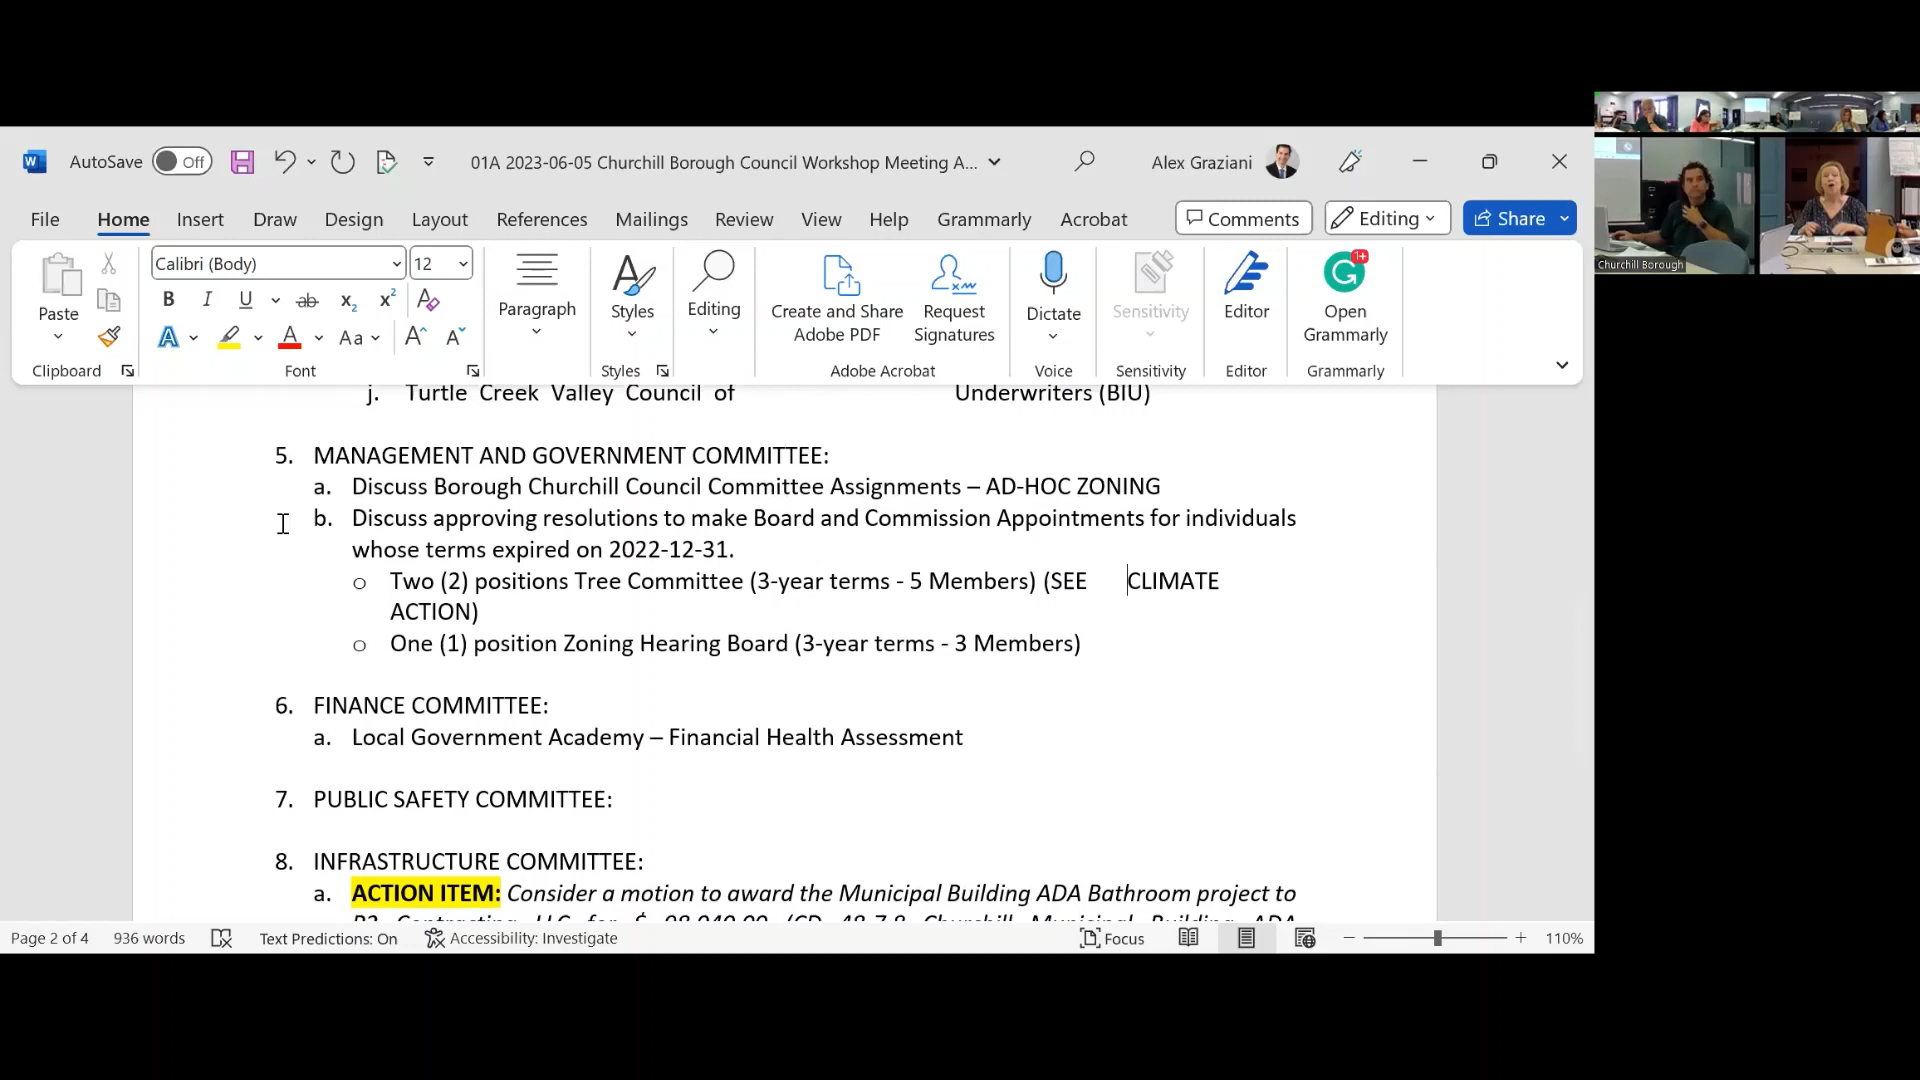 AutoSave Off 01A 2023-06-05 Churchill Borough Council Workshop Meeting A... Alex Graziani
File Home Insert Draw Design Layout References Mailings Review View Help Grammarly Acrobat Comments Editing Share
Calibri (Body) 12
Paste
B I U ab x2 x2
A A Aa A A
Paragraph
Styles
Editing
Create and Share
Adobe PDF
Request
Signatures
Dictate
Sensitivity
Editor
Open
Grammarly
Clipboard Font Styles Adobe Acrobat Voice Sensitivity Editor Grammarly
Churchill Borough
j. Turtle Creek Valley Council of Underwriters (BIU)
5. MANAGEMENT AND GOVERNMENT COMMITTEE:
a. Discuss Borough Churchill Council Committee Assignments – AD-HOC ZONING
b. Discuss approving resolutions to make Board and Commission Appointments for individuals
whose terms expired on 2022-12-31.
o Two (2) positions Tree Committee (3-year terms - 5 Members) (SEE CLIMATE
ACTION)
o One (1) position Zoning Hearing Board (3-year terms - 3 Members)
6. FINANCE COMMITTEE:
a. Local Government Academy – Financial Health Assessment
7. PUBLIC SAFETY COMMITTEE:
8. INFRASTRUCTURE COMMITTEE:
a. ACTION ITEM: Consider a motion to award the Municipal Building ADA Bathroom project to
Page 2 of 4 936 words Text Predictions: On Accessibility: Investigate Focus 110%